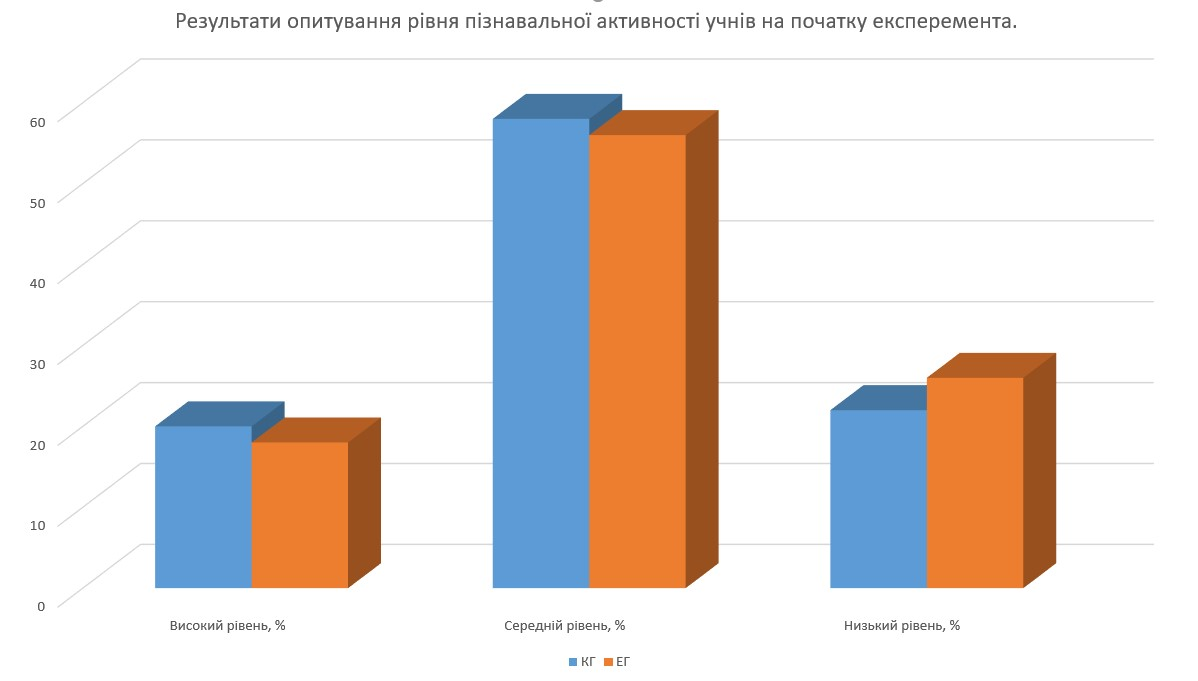 Результати опитування рівня пізнавальної активності учнів на початку експеремента.
60
50
40
30
20
10
0
Високий рівень, %
Середній рівень, %
Низький рівень, %
КГ ЕГ